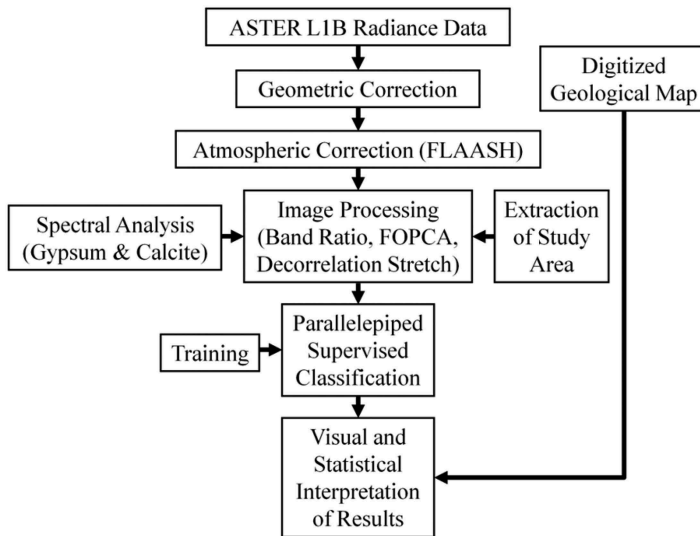 ASTER L1B Radiance Data
Digitized
Geological Map
Geometric Correction
Atmospheric Correction (FLAASH)
Spectral Analysis
(Gypsum & Calcite)
Image Processing
(Band Ratio, FOPCA,
Decorrelation Stretch)
Extraction
of Study
Area
Training
Parallelepiped
Supervised
Classification
Visual and
Statistical
Interpretation
of Results